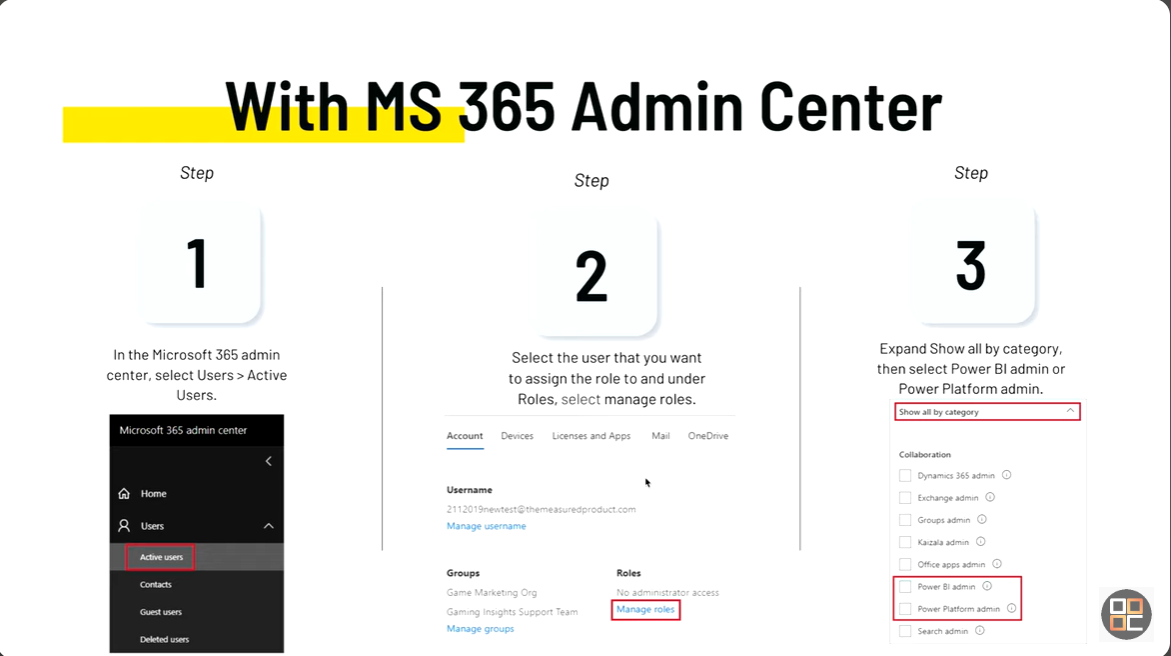 With MS 365 Admin Center
Step
1
In the Microsoft 365 admin
center, select Users > Active
Users.
Microsoft 365 admin center
Home
Users
Active users
Contacts
Guest users
Deleted users
Step
2
Select the user that you want
to assign the role to and under
Roles, select manage roles.
Account Devices Licenses and Apps Mail OneDrive
Username
2112019newtest@themeasuredproduct.com
Manage username
Groups
Game Marketing Org
Gaming Insights Support Team
Manage groups
Roles
No administrator access
Manage roles
Step
3
Expand Show all by category,
then select Power BI admin or
Power Platform admin.
Show all by category
Collaboration
Dynamics 365 admin
Exchange admin
Groups admin
Kaizala admin
Office apps admin
Power BI admin
Power Platform admin
Search admin